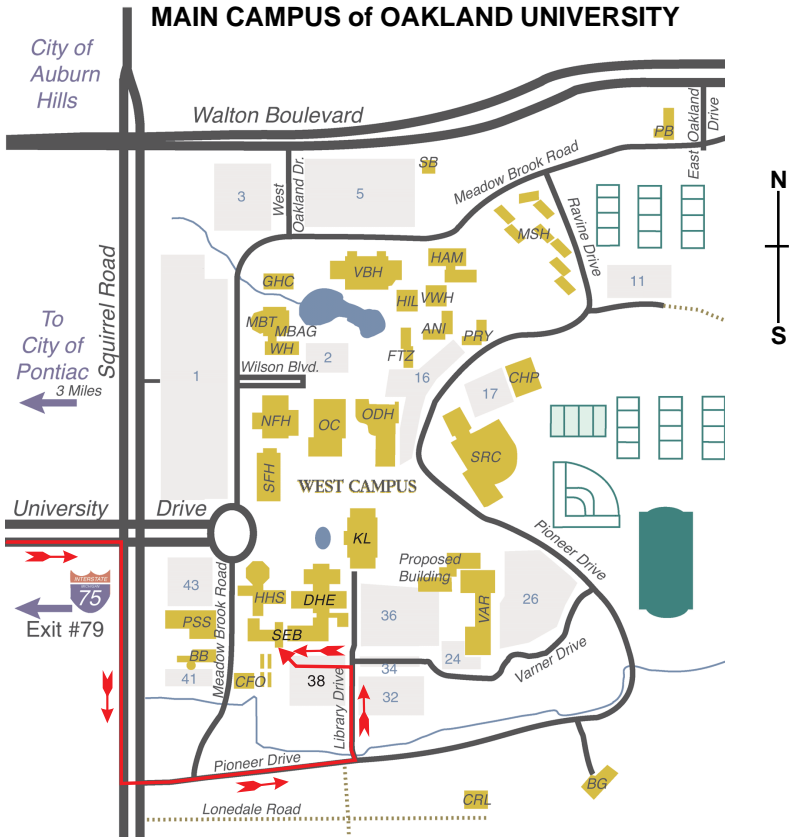 MAIN CAMPUS of OAKLAND UNIVERSITY
City of
Auburn
Hills
Walton Boulevard
PB
East Oakland
Drive
SB
Meadow Brook Road
3
West
Oakland Dr.
5
N
S
Ravine Drive
MSH
11
Squirrel Road
GHC
VBH
HAM
HIL
VWH
MBT
MBAG
WH
ANI
PRY
FTZ
To
City of
Pontiac
3 Miles
1
2
Wilson Blvd.
16
17
CHP
NFH
OC
ODH
SRC
SFH
WEST CAMPUS
University Drive
KL
Pioneer Drive
Proposed
Building
43
Meadow Brook Road
HHS
DHE
36
VAR
26
INTERSTATE
MICHIGAN
75
Exit #79
PSS
SEB
BB
41
CFO
38
Library Drive
34
32
24
Varner Drive
Pioneer Drive
BG
CRL
Lonedale Road